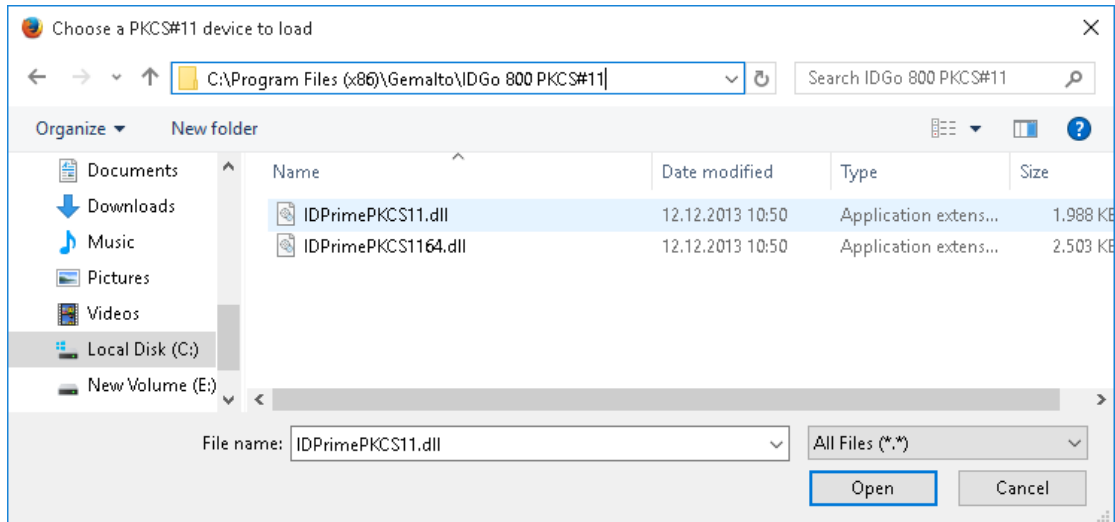 Choose a PKCS#11 device to load
C:\Program Files (x86)\Gemalto\IDGo 800 PKCS#11
Search IDGo 800 PKCS#11
Organize
New folder
Documents
Downloads
Music
Pictures
Videos
Local Disk (C:)
New Volume (E:)
Name Date modified Type Size
IDPrimePKCS11.dll 12.12.2013 10:50 Application extens... 1.988 KB
IDPrimePKCS1164.dll 12.12.2013 10:50 Application extens... 2.503 KB
File name: IDPrimePKCS11.dll All Files (*.*)
Open Cancel